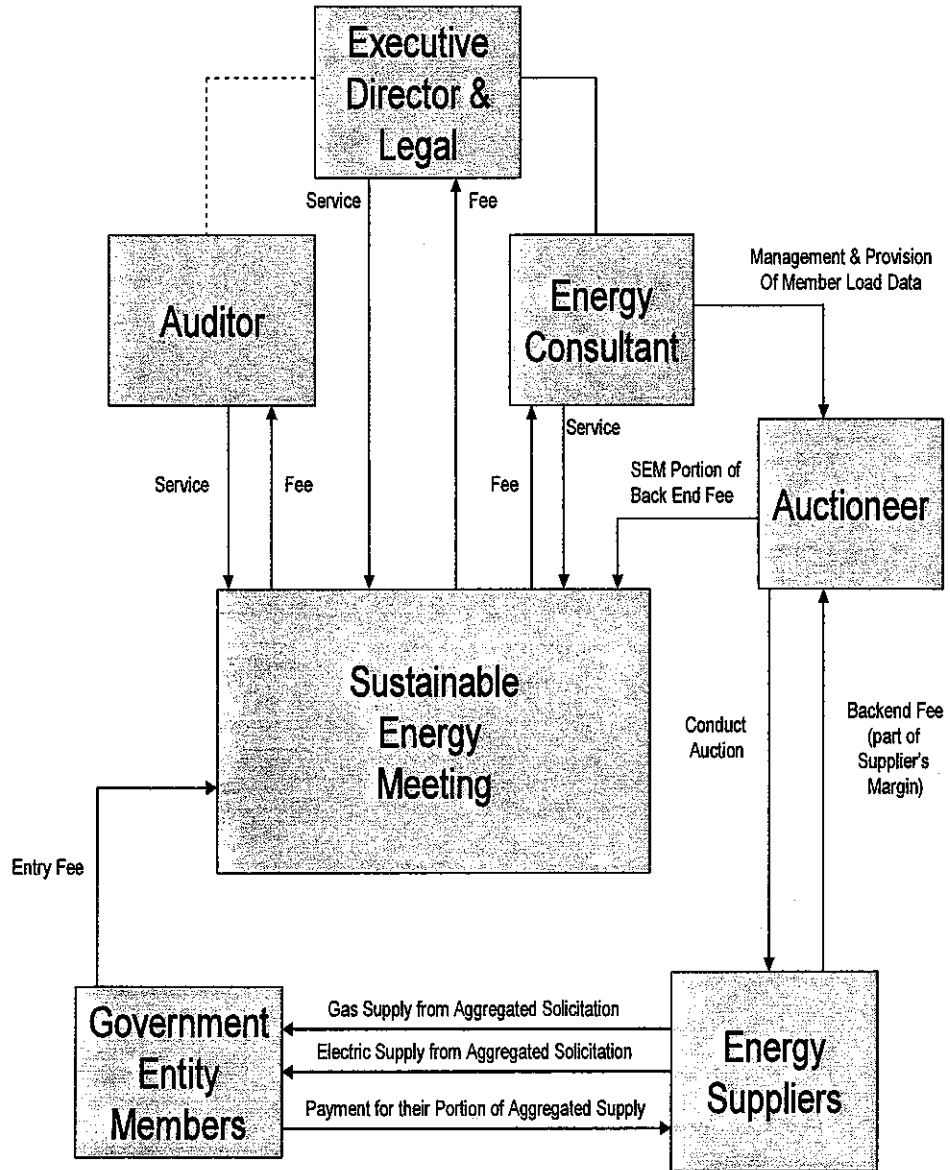 Executive
Director &
Legal
Service
Fee
Auditor
Energy
Consultant
Management & Provision
Of Member Load Data
Service
Fee
Fee
Service
SEM Portion of
Back End Fee
Auctioneer
Sustainable
Energy
Meeting
Conduct
Auction
Backend Fee
(part of
Supplier's
Margin)
Entry Fee
Government
Entity
Members
Gas Supply from Aggregated Solicitation
Electric Supply from Aggregated Solicitation
Payment for their Portion of Aggregated Supply
Energy
Suppliers